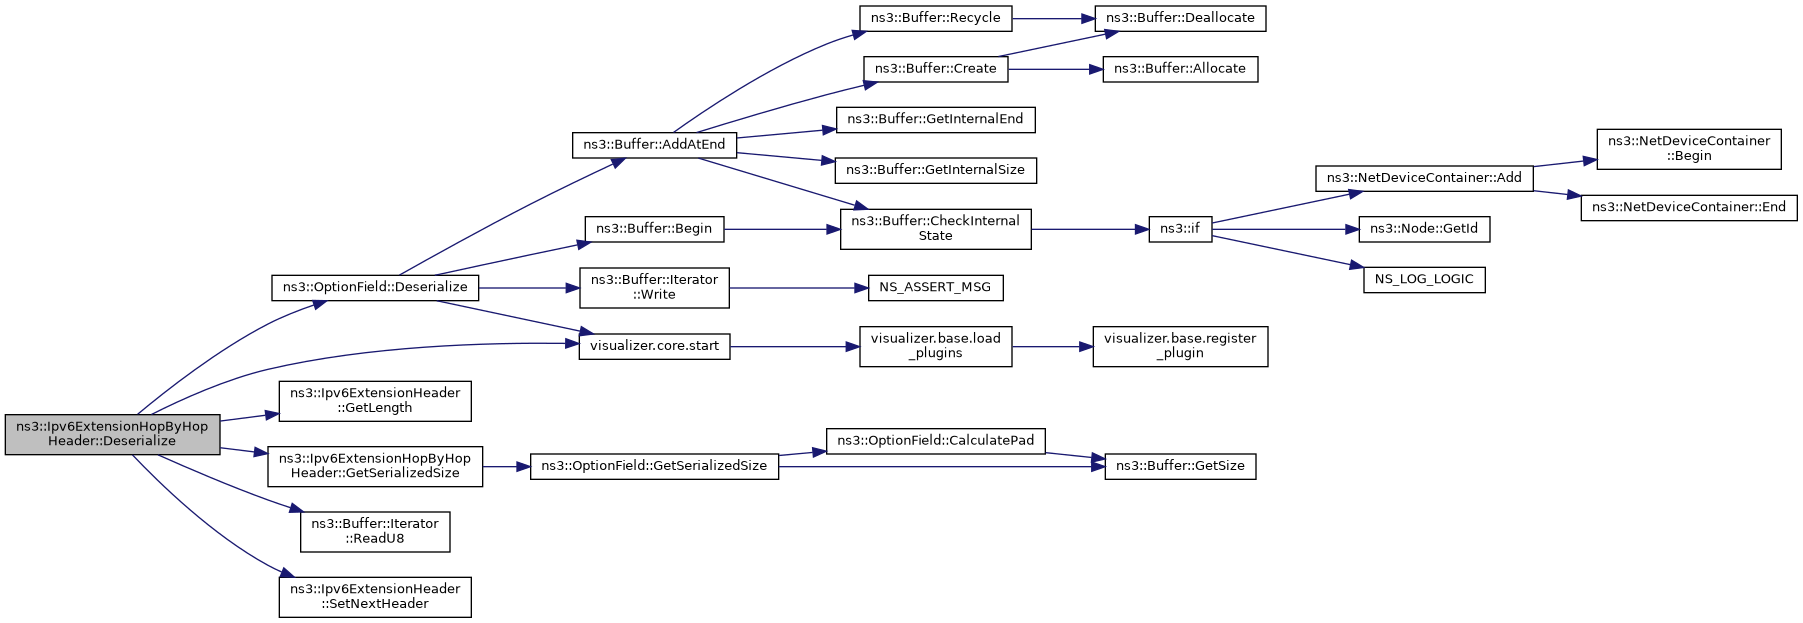 ns3::Buffer::Recycle
ns3::Buffer::Deallocate
ns3::Buffer::Create
ns3::Buffer::Allocate
ns3::Buffer::GetInternalEnd
ns3::Buffer::AddAtEnd
ns3::NetDeviceContainer
::Begin
ns3::Buffer::GetInternalSize
ns3::NetDeviceContainer::Add
ns3::NetDeviceContainer::End
ns3::Buffer::CheckInternal
State
ns3::Buffer::Begin
ns3::if
ns3::Node::GetId
ns3::OptionField::Deserialize
ns3::Buffer::Iterator
::Write
NS_ASSERT_MSG
NS_LOG_LOGIC
visualizer.core.start
visualizer.base.load
_plugins
visualizer.base.register
_plugin
ns3::Ipv6ExtensionHeader
::GetLength
ns3::Ipv6ExtensionHopByHop
Header::Deserialize
ns3::Ipv6ExtensionHopByHop
Header::GetSerializedSize
ns3::OptionField::GetSerializedSize
ns3::OptionField::CalculatePad
ns3::Buffer::GetSize
ns3::Buffer::Iterator
::ReadU8
ns3::Ipv6ExtensionHeader
::SetNextHeader